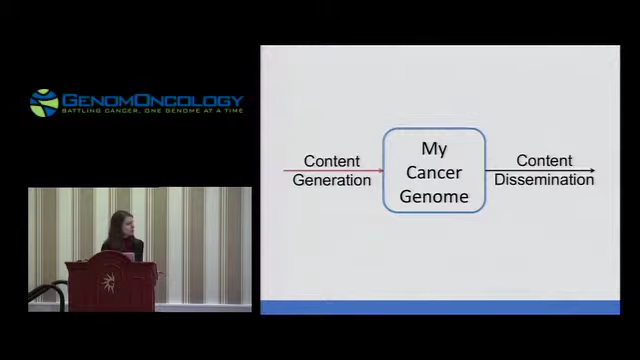 GENOMONCOLOGY
BATTLING CANCER, ONE GENOME AT A TIME
Content
Generation
My
Cancer
Genome
Content
Dissemination